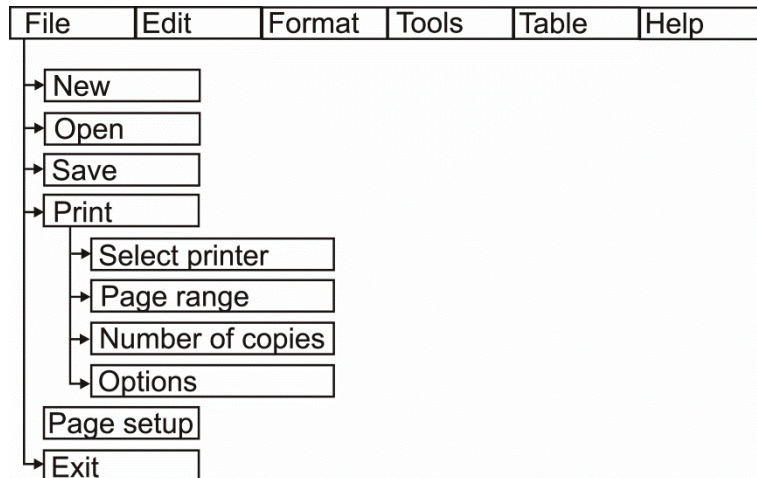 File Edit Format Tools Table Help
New
Open
Save
Print
Select printer
Page range
Number of copies
Options
Page setup
Exit